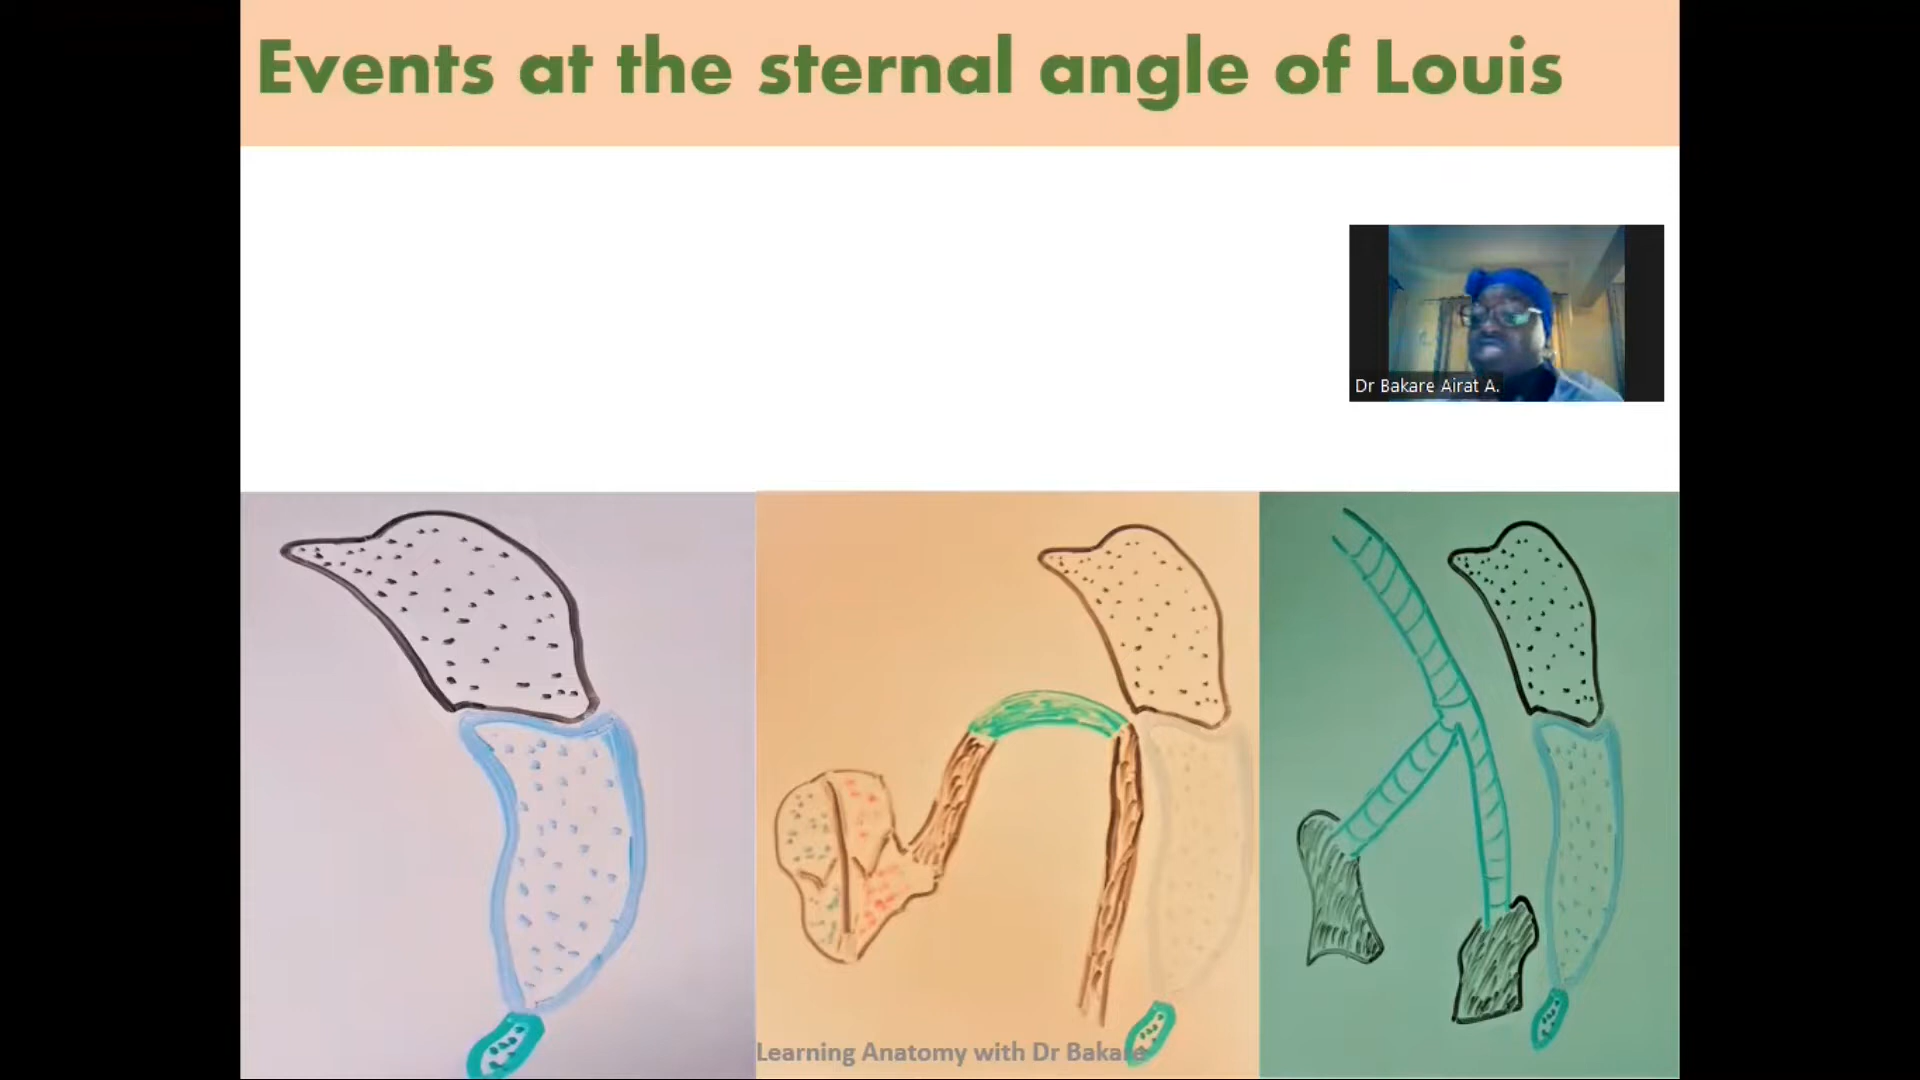 Events at the sternal angle of Louis
Dr Bakare Airat A.
Learning Anatomy with Dr Bakare